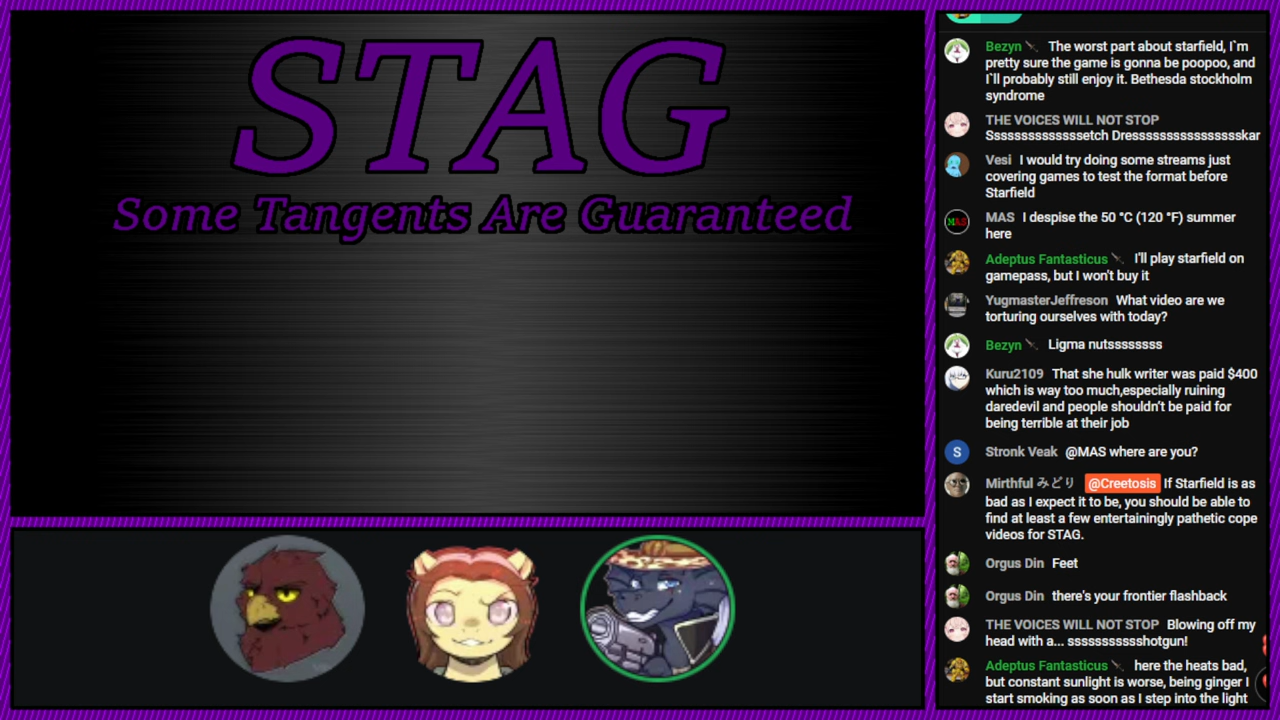 STAG
Some Tangents Are Guaranteed
Bezyn The worst part about starfield, I`m
pretty sure the game is gonna be poopoo, and
I`ll probably still enjoy it. Bethesda stockholm
syndrome
THE VOICES WILL NOT STOP
Sssssssssssssetch Dresssssssssssssssskar
Vesi I would try doing some streams just
covering games to test the format before
Starfield
MAS MAS I despise the 50 °C (120 °F) summer
here
Adeptus Fantasticus I'll play starfield on
gamepass, but I won't buy it
YugmasterJeffreson What video are we
torturing ourselves with today?
Bezyn Ligma nutssssssss
Kuru2109 That she hulk writer was paid $400
which is way too much,especially ruining
daredevil and people shouldn't be paid for
being terrible at their job
S Stronk Veak @MAS where are you?
Mirthful みどり @Creetosis If Starfield is as
bad as I expect it to be, you should be able to
find at least a few entertainingly pathetic cope
videos for STAG.
Orgus Din Feet
Orgus Din there's your frontier flashback
THE VOICES WILL NOT STOP Blowing off my
head with a... ssssssssssshotgun!
Adeptus Fantasticus here the heats bad,
but constant sunlight is worse, being ginger I
start smoking as soon as I step into the light